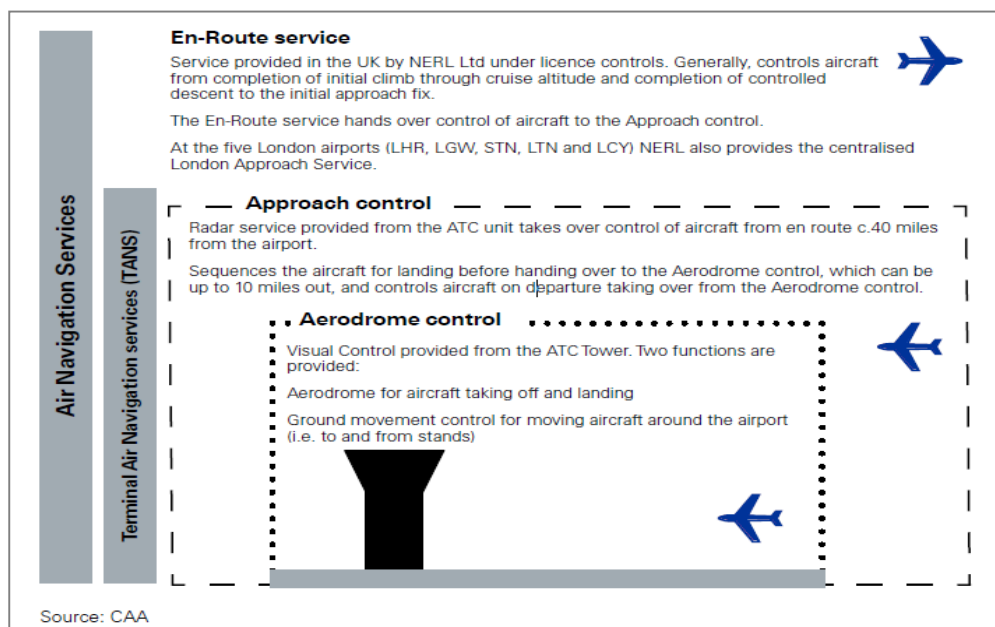 En-Route service
Service provided in the UK by NERL Ltd under licence controls. Generally, controls aircraft
from completion of initial climb through cruise altitude and completion of controlled
descent to the initial approach fix.
The En-Route service hands over control of aircraft to the Approach control.
At the five London airports (LHR, LGW, STN, LTN and LCY) NERL also provides the centralised
London Approach Service.
Air Navigation Services
Terminal Air Navigation services (TANS)
Approach control
Radar service provided from the ATC unit takes over control of aircraft from en route c.40 miles
from the airport.
Sequences the aircraft for landing before handing over to the Aerodrome control, which can be
up to 10 miles out, and controls aircraft on departure taking over from the Aerodrome control.
Aerodrome control
Visual Control provided from the ATC Tower. Two functions are
provided:
Aerodrome for aircraft taking off and landing
Ground movement control for moving aircraft around the airport
(i.e. to and from stands)
Source: CAA